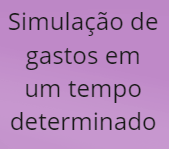 Simulação de
gastos em
um tempo
determinado